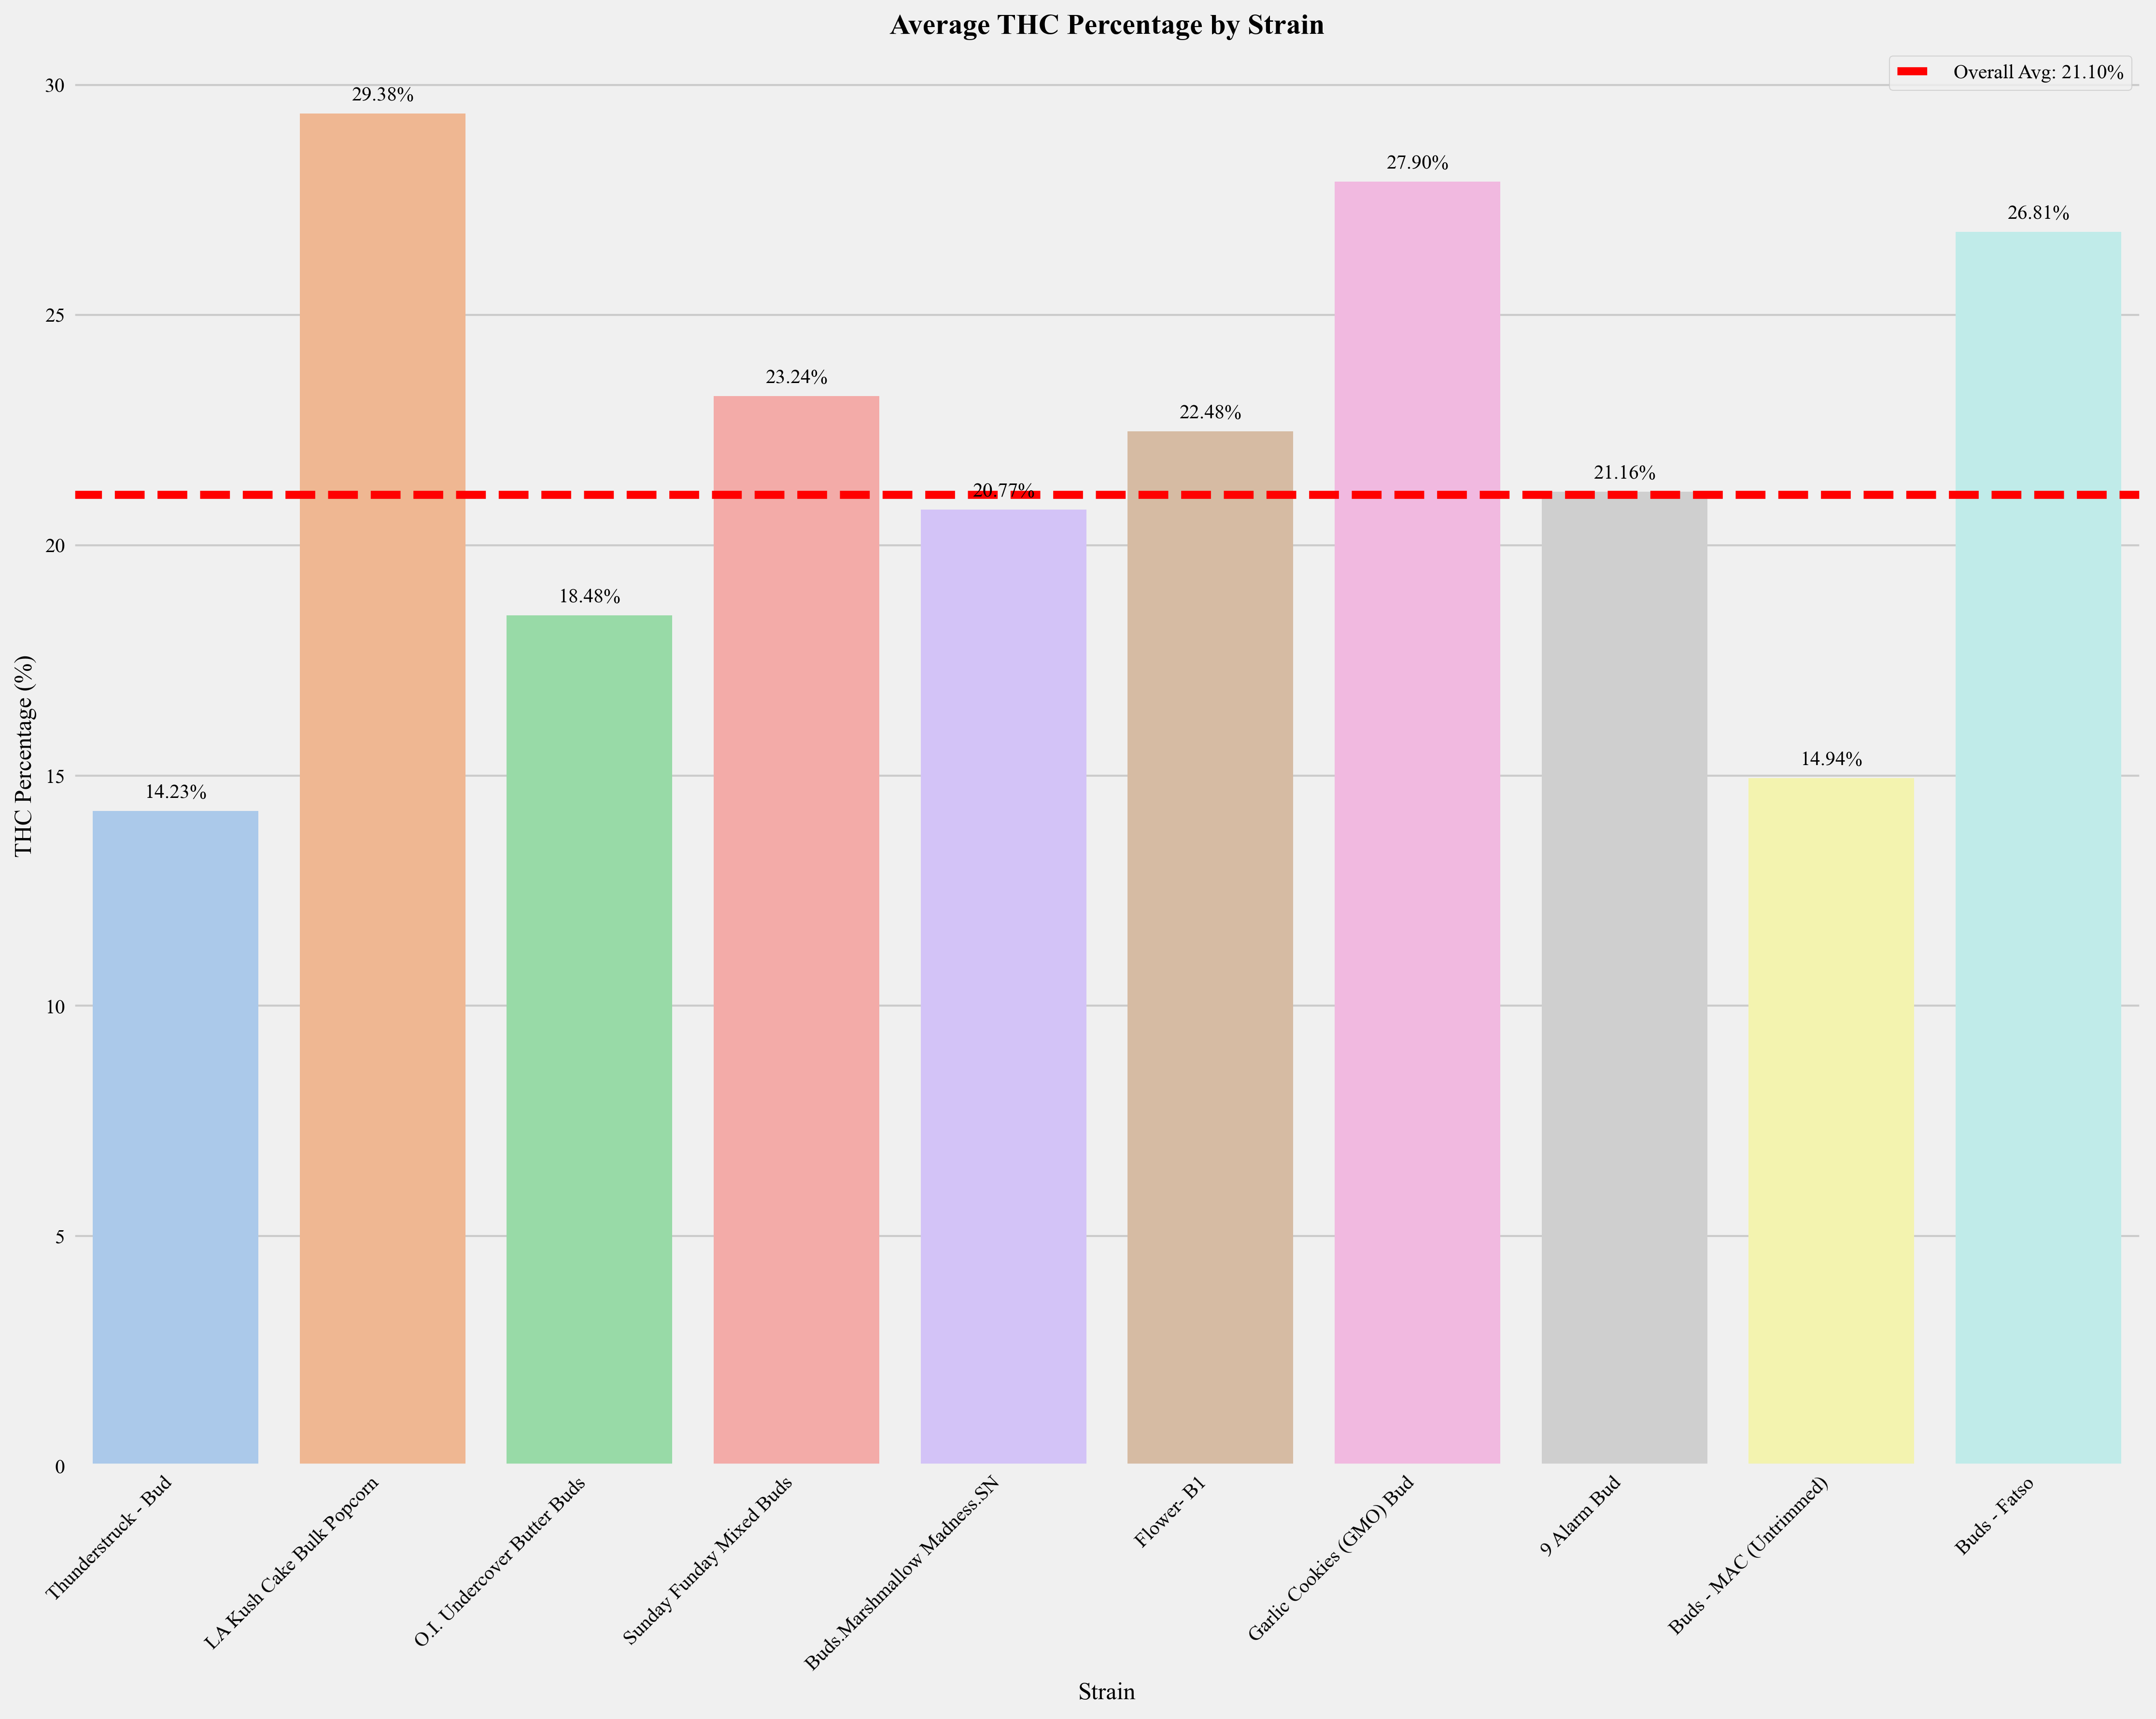 Average THC Percentage by Strain
Overall Avg: 21.10%
THC Percentage (%)
30
25
20
15
10
5
0
14.23%
29.38%
18.48%
23.24%
20.77%
22.48%
27.90%
21.16%
14.94%
26.81%
Thunderstruck - Bud
LA Kush Cake Bulk Popcorn
O.I. Undercover Butter Buds
Sunday Funday Mixed Buds
Buds.Marshmallow Madness.SN
Flower- B1
Garlic Cookies (GMO) Bud
9 Alarm Bud
Buds - MAC (Untrimmed)
Buds - Fatso
Strain